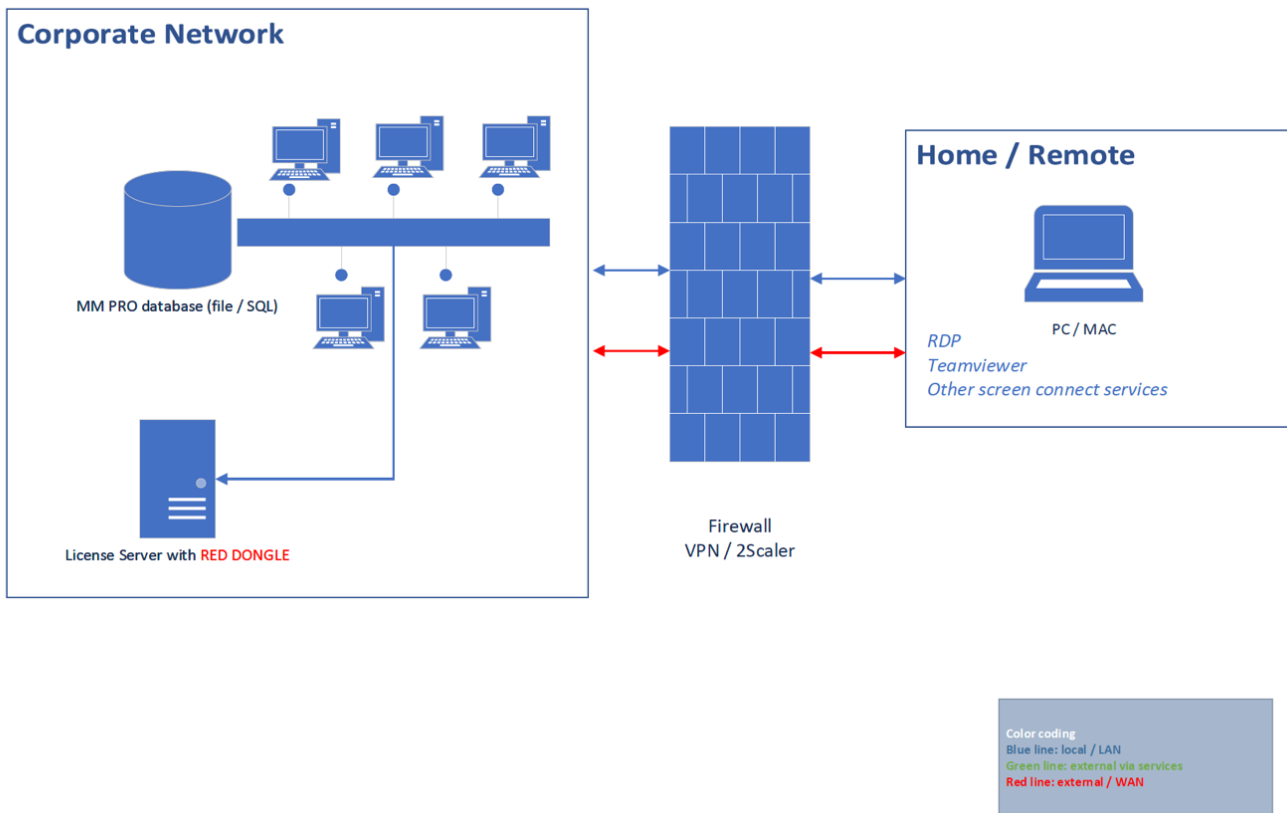 Corporate Network
MM PRO database (file / SQL)
License Server with RED DONGLE
Firewall
VPN / 2Scaler
Home / Remote
PC / MAC
RDP
Teamviewer
Other screen connect services
Color coding
Blue line: local / LAN
Green line: external via services
Red line: external / WAN